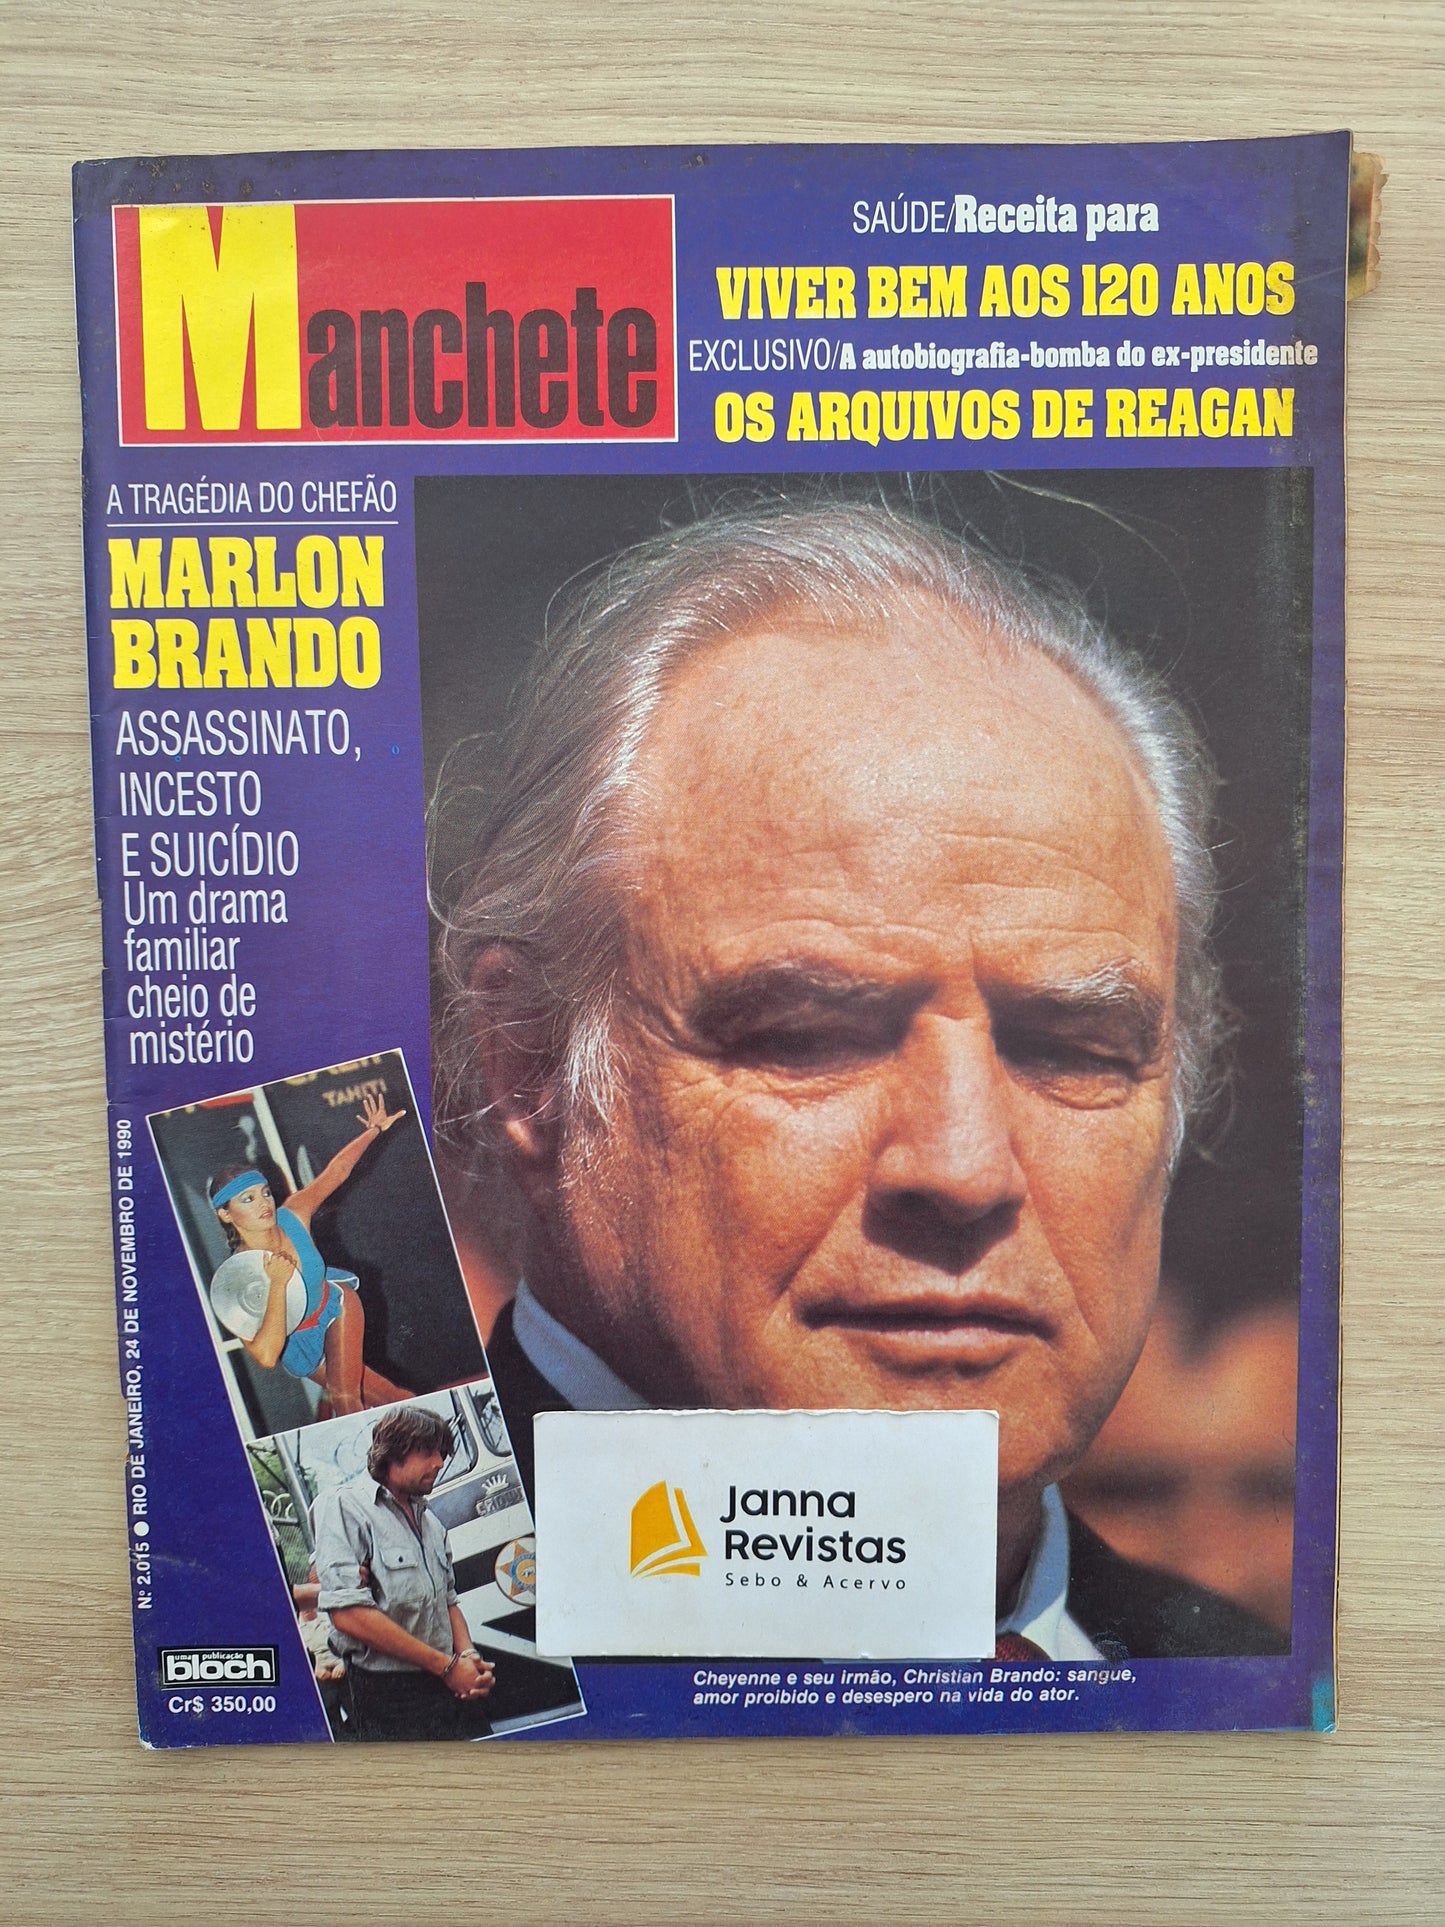 Manchete
SAÚDE/Receita para
VIVER BEM AOS 120 ANOS
EXCLUSIVO/A autobiografia-bomba do ex-presidente
OS ARQUIVOS DE REAGAN
A TRAGÉDIA DO CHEFÃO
MARLON
BRANDO
ASSASSINATO,
INCESTO
E SUICÍDIO
Um drama
familiar
cheio de
mistério
TAHITI
Nº 2.015 ● RIO DE JANEIRO, 24 DE NOVEMBRO DE 1990
uma publicação
bloch
Cr$ 350,00
Janna
Revistas
Sebo & Acervo
Cheyenne e seu irmão, Christian Brando: sangue,
amor proibido e desespero na vida do ator.